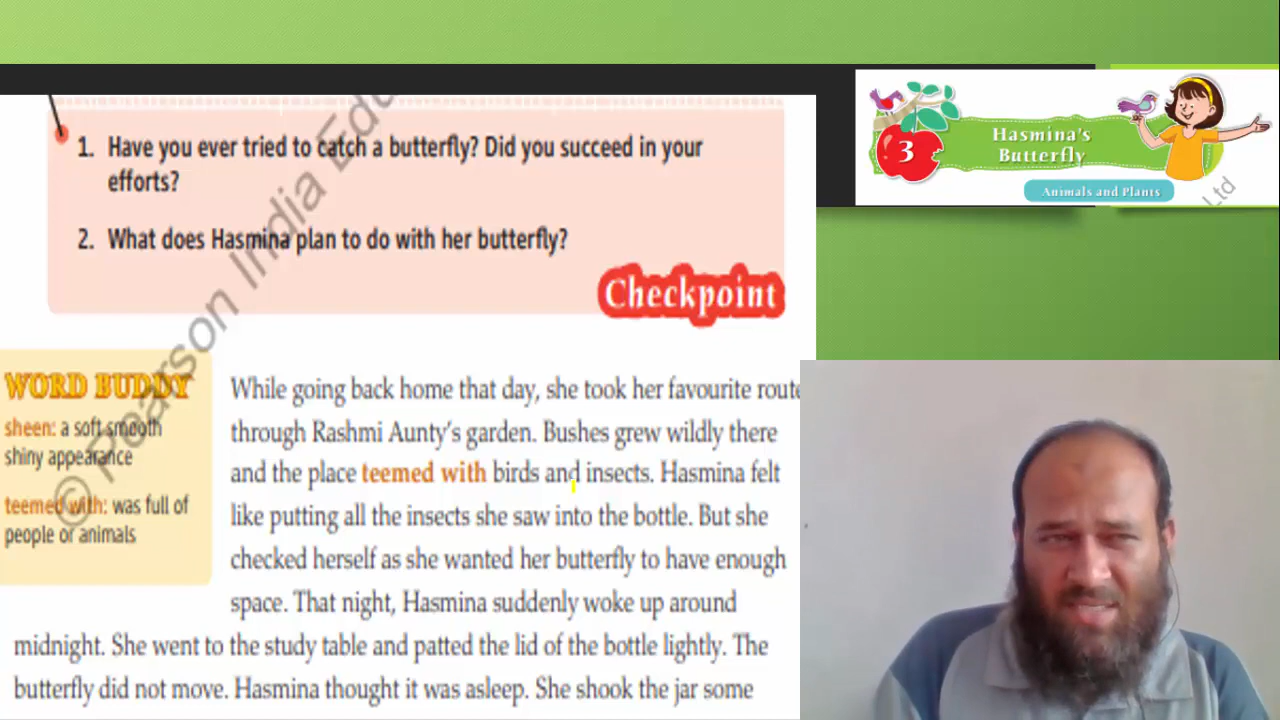 1. Have you ever tried to catch a butterfly? Did you succeed in your
efforts?
2. What does Hasmina plan to do with her butterfly?
Checkpoint
3
Hasmina's
Butterfly
Animals and Plants
Ltd
© Pearson India Edu
WORD BUDDY
sheen: a soft smooth
shiny appearance
teemed with: was full of
people or animals
While going back home that day, she took her favourite route
through Rashmi Aunty's garden. Bushes grew wildly there
and the place teemed with birds and insects. Hasmina felt
like putting all the insects she saw into the bottle. But she
checked herself as she wanted her butterfly to have enough
space. That night, Hasmina suddenly woke up around
midnight. She went to the study table and patted the lid of the bottle lightly. The
butterfly did not move. Hasmina thought it was asleep. She shook the jar some